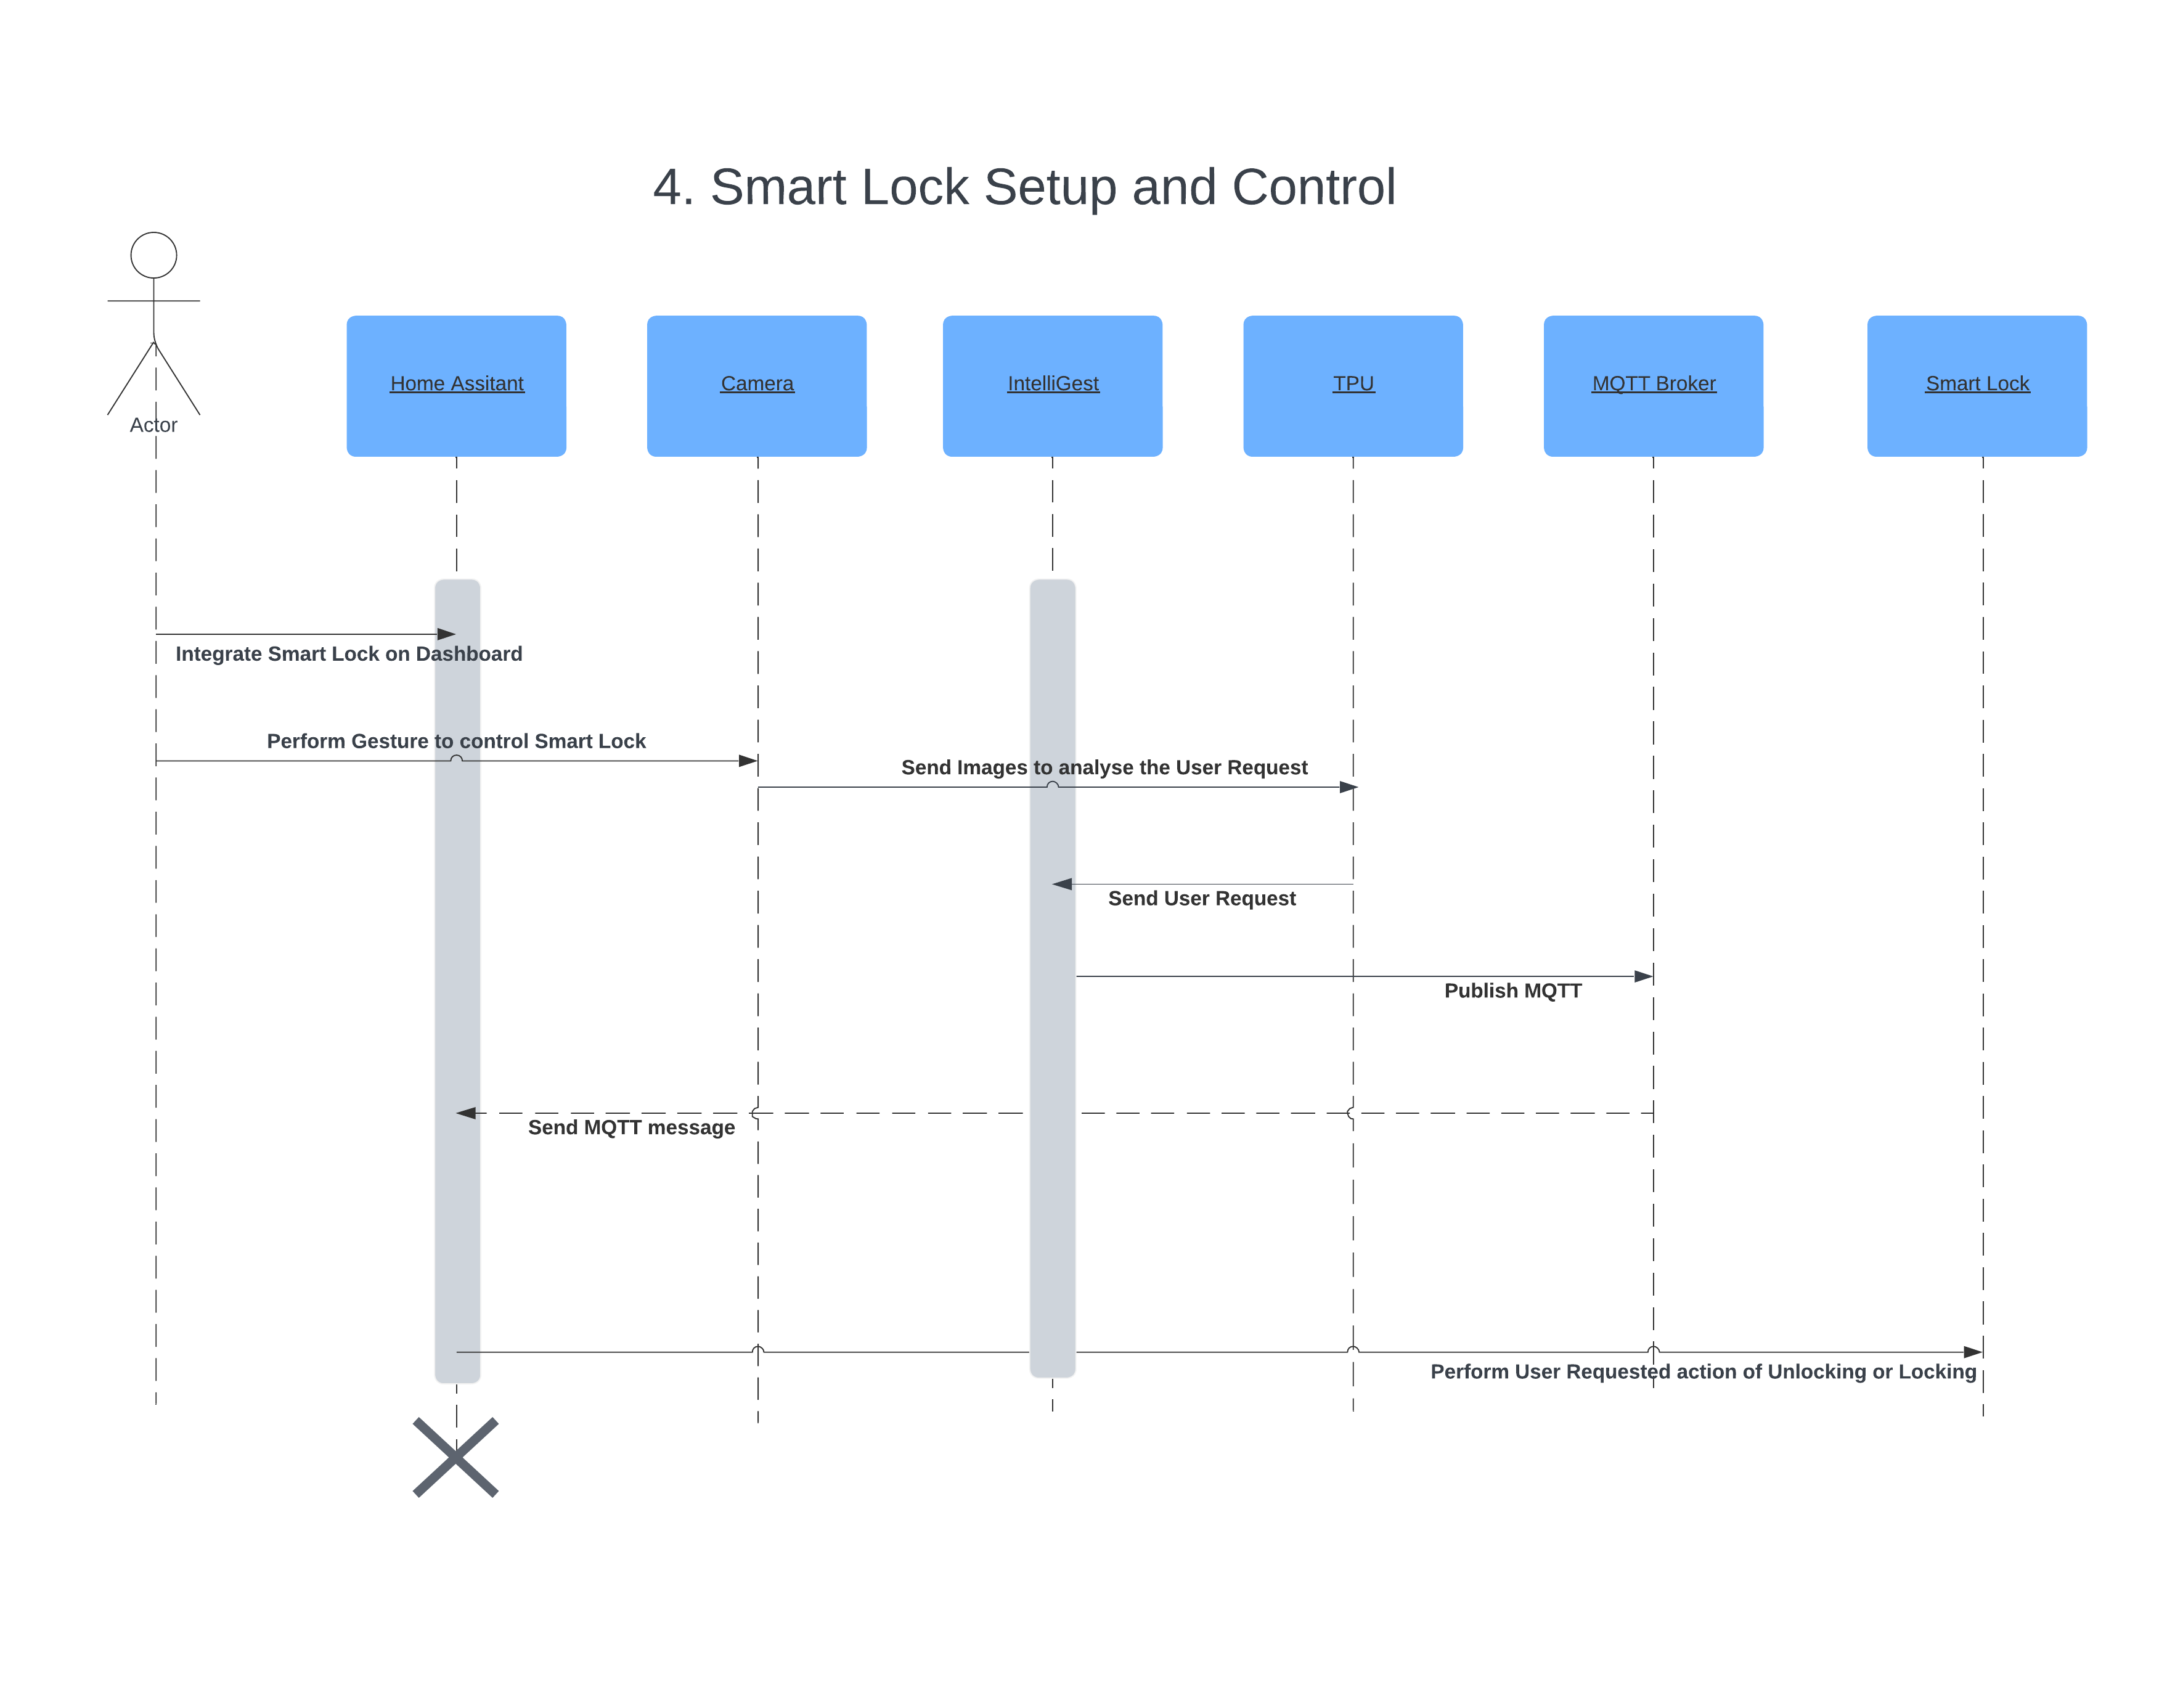 4. Smart Lock Setup and Control
Actor
Home Assitant
Camera
IntelliGest
TPU
MQTT Broker
Smart Lock
Integrate Smart Lock on Dashboard
Perform Gesture to control Smart Lock
Send Images to analyse the User Request
Send User Request
Publish MQTT
Send MQTT message
Perform User Requested action of Unlocking or Locking